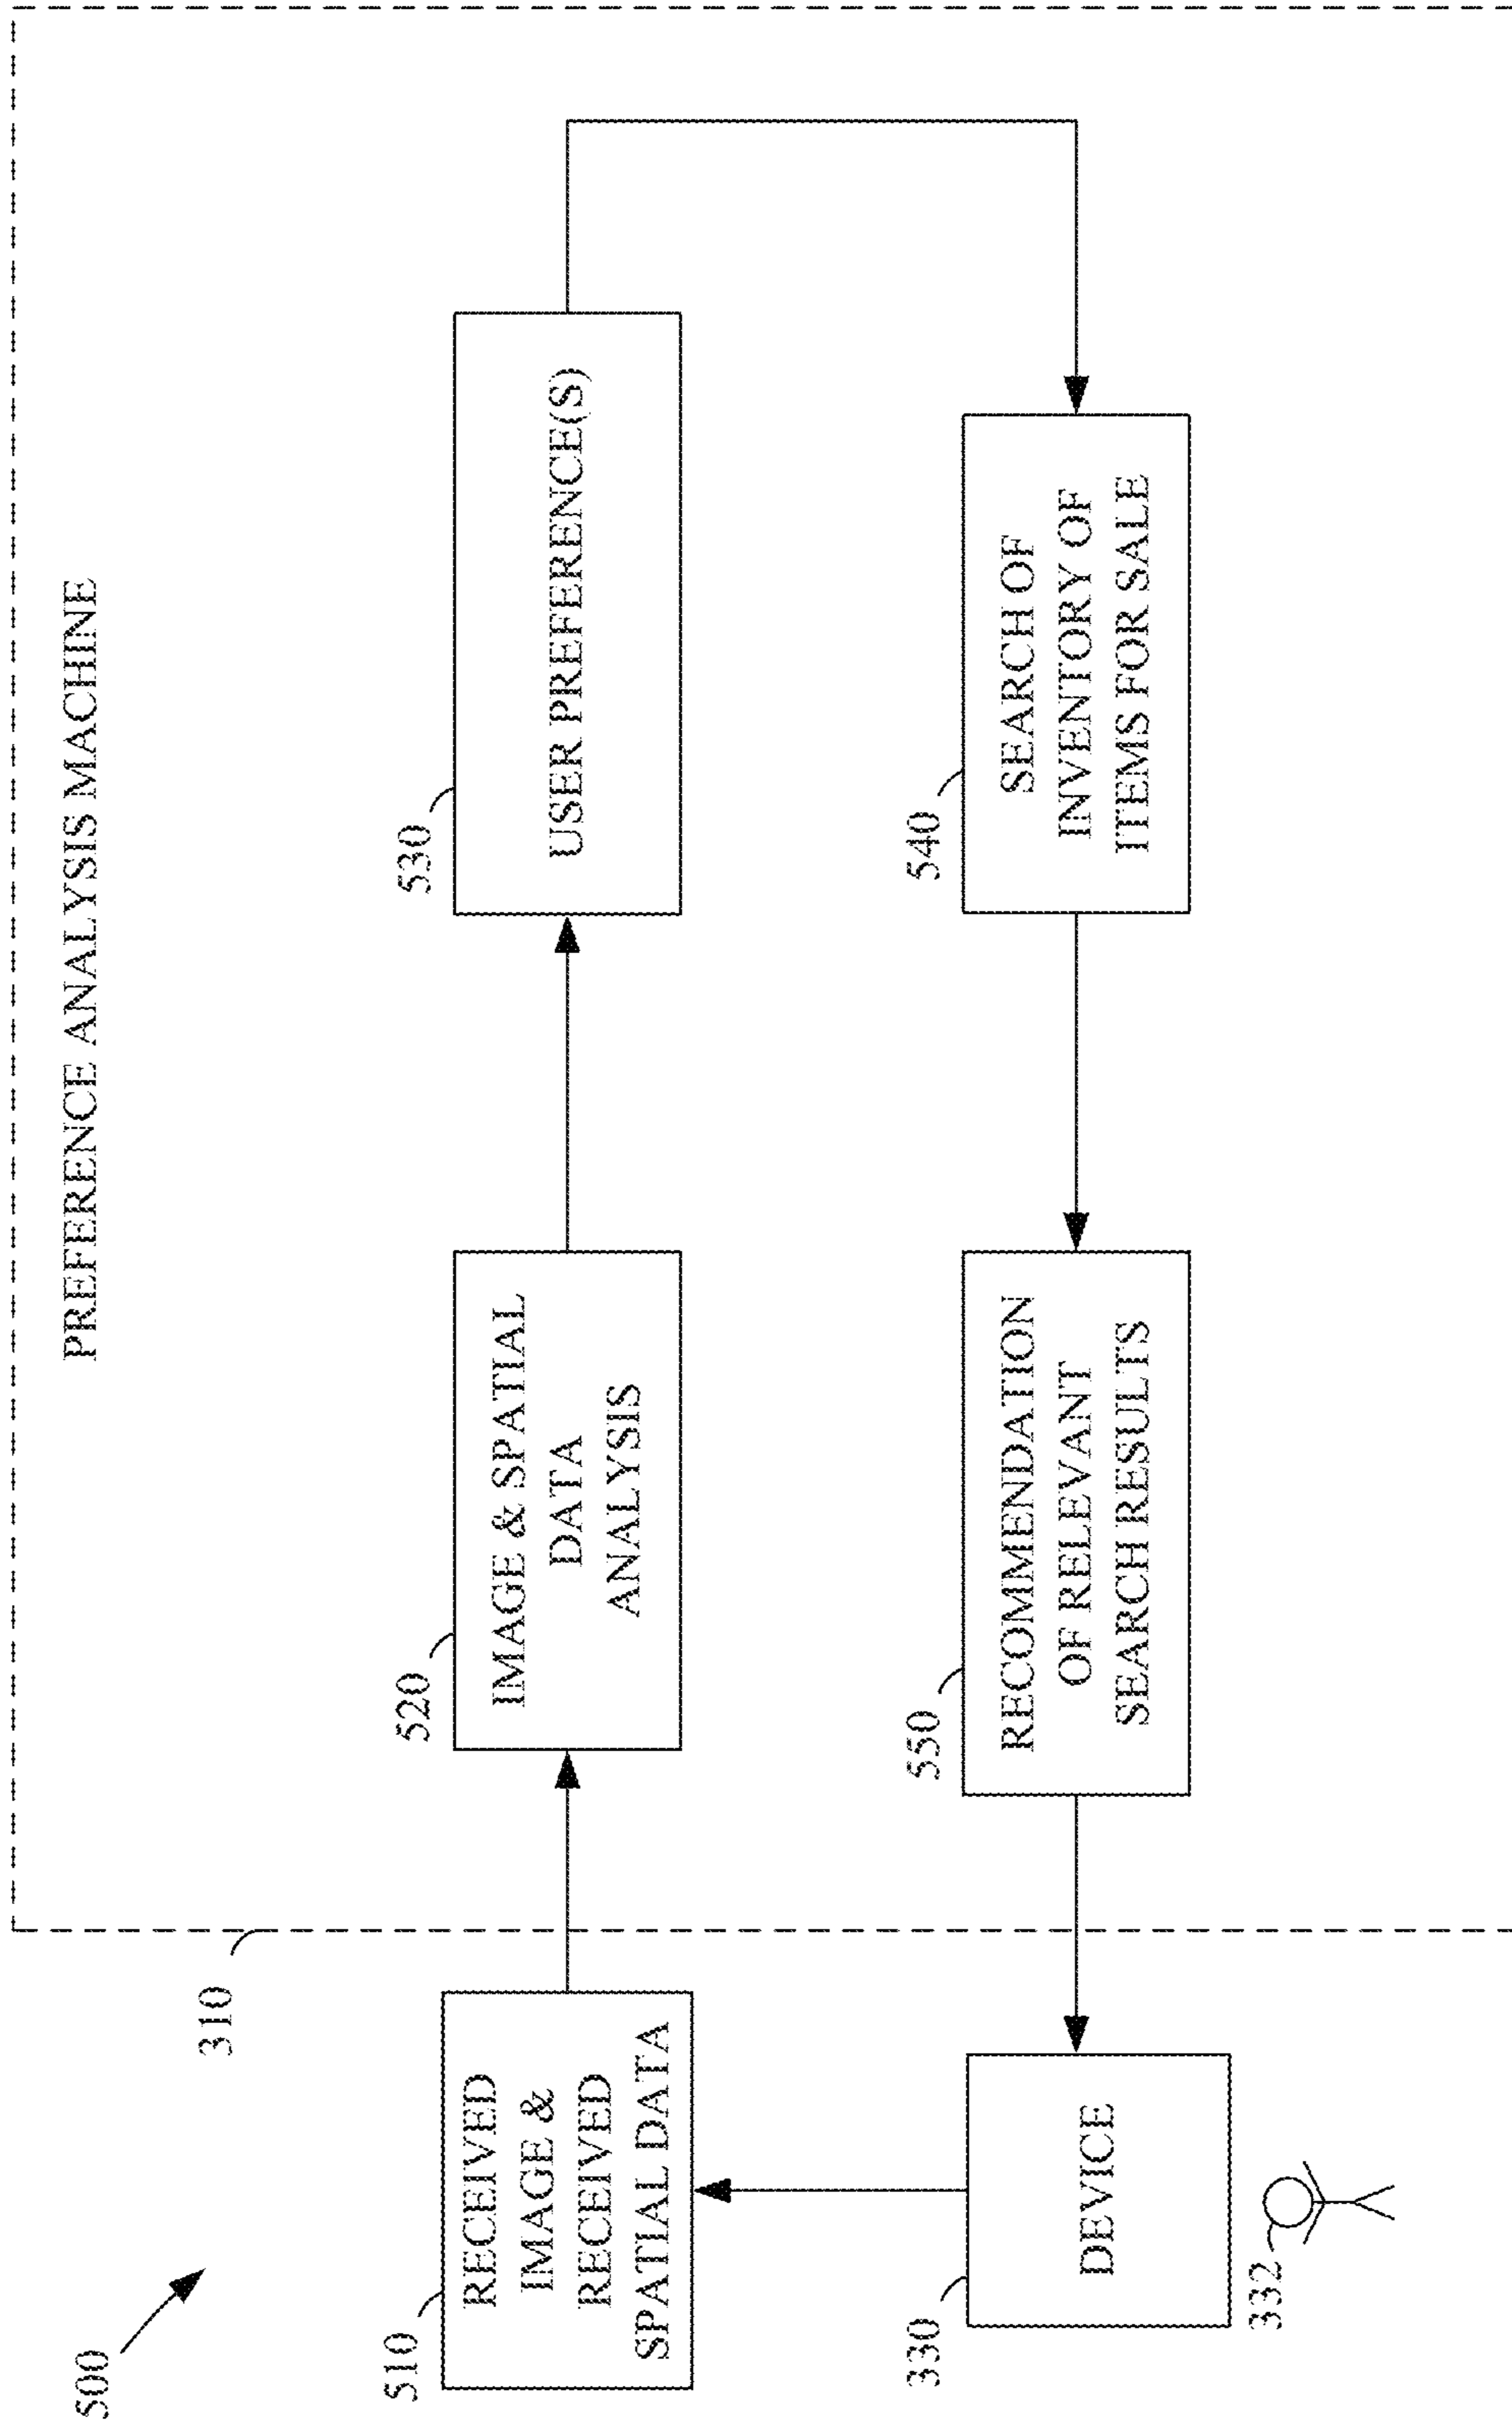 500
310
PREFERENCE ANALYSIS MACHINE
510
RECEIVED
IMAGE &
RECEIVED
SPATIAL DATA
520
IMAGE & SPATIAL
DATA
ANALYSIS
530
USER PREFERENCE(S)
330
DEVICE
332
550
RECOMMENDATION
OF RELEVANT
SEARCH RESULTS
540
SEARCH OF
INVENTORY OF
ITEMS FOR SALE